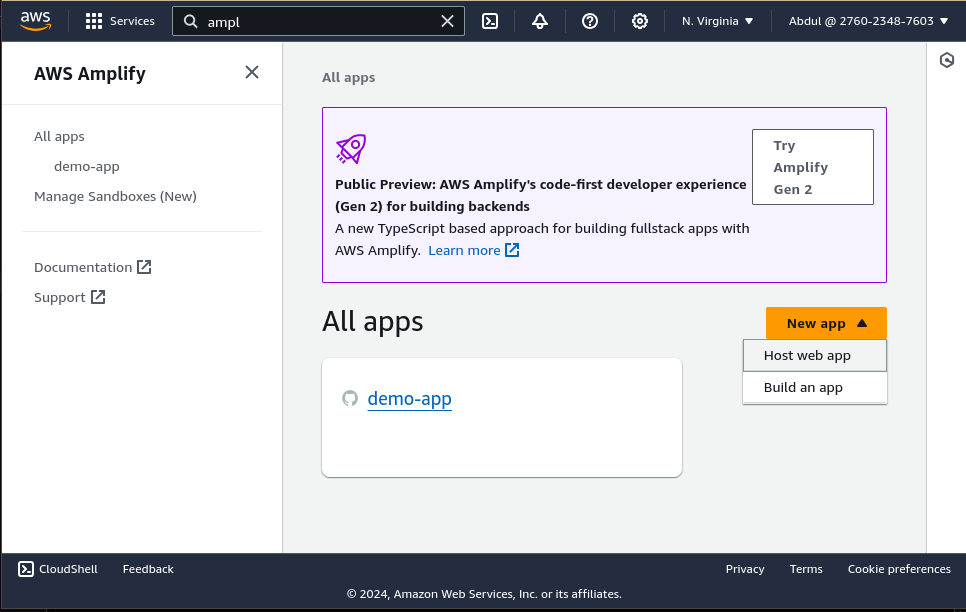 aws
Services
ampl
N. Virginia
Abdul @ 2760-2348-7603
AWS Amplify
All apps
demo-app
Manage Sandboxes (New)
Documentation
Support
All apps
Public Preview: AWS Amplify's code-first developer experience
(Gen 2) for building backends
A new TypeScript based approach for building fullstack apps with
AWS Amplify. Learn more
Try
Amplify
Gen 2
All apps
New app
Host web app
Build an app
demo-app
CloudShell
Feedback
Privacy
Terms
Cookie preferences
© 2024, Amazon Web Services, Inc. or its affiliates.